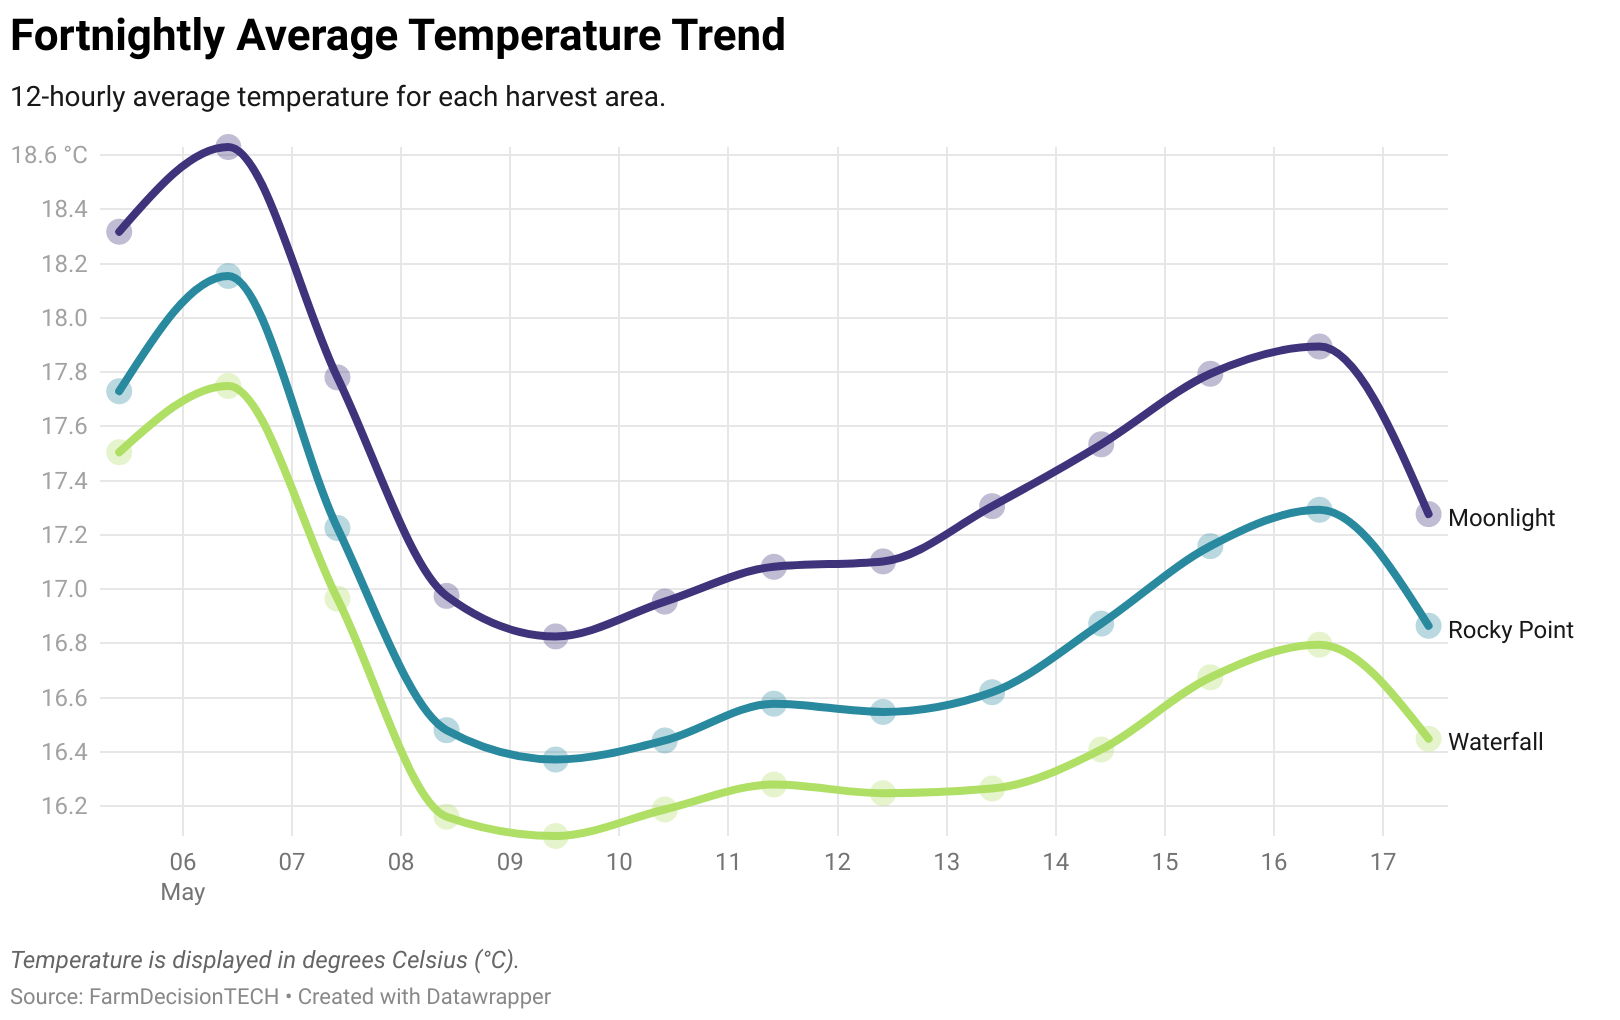 Fortnightly Average Temperature Trend
12-hourly average temperature for each harvest area.
18.6 °C
18.4
18.2
18.0
17.8
17.6
17.4
17.2
17.0
16.8
16.6
16.4
16.2
Moonlight
Rocky Point
Waterfall
06 07 08 09 10 11 12 13 14 15 16 17
May
Temperature is displayed in degrees Celsius (°C).
Source: FarmDecisionTECH • Created with Datawrapper